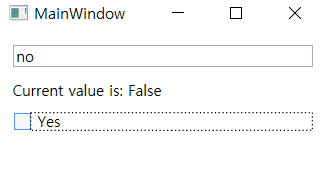 MainWindow
no
Current value is: False
Yes